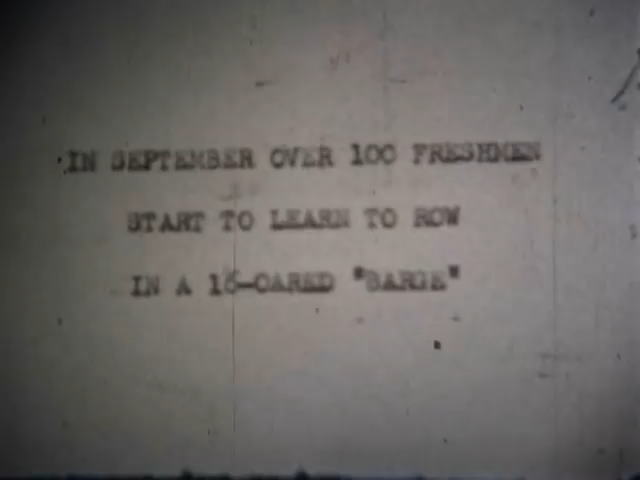 IN SEPTEMBER OVER 100 FRESHMEN
START TO LEARN TO ROW
IN A 16-OARED "BARGE"